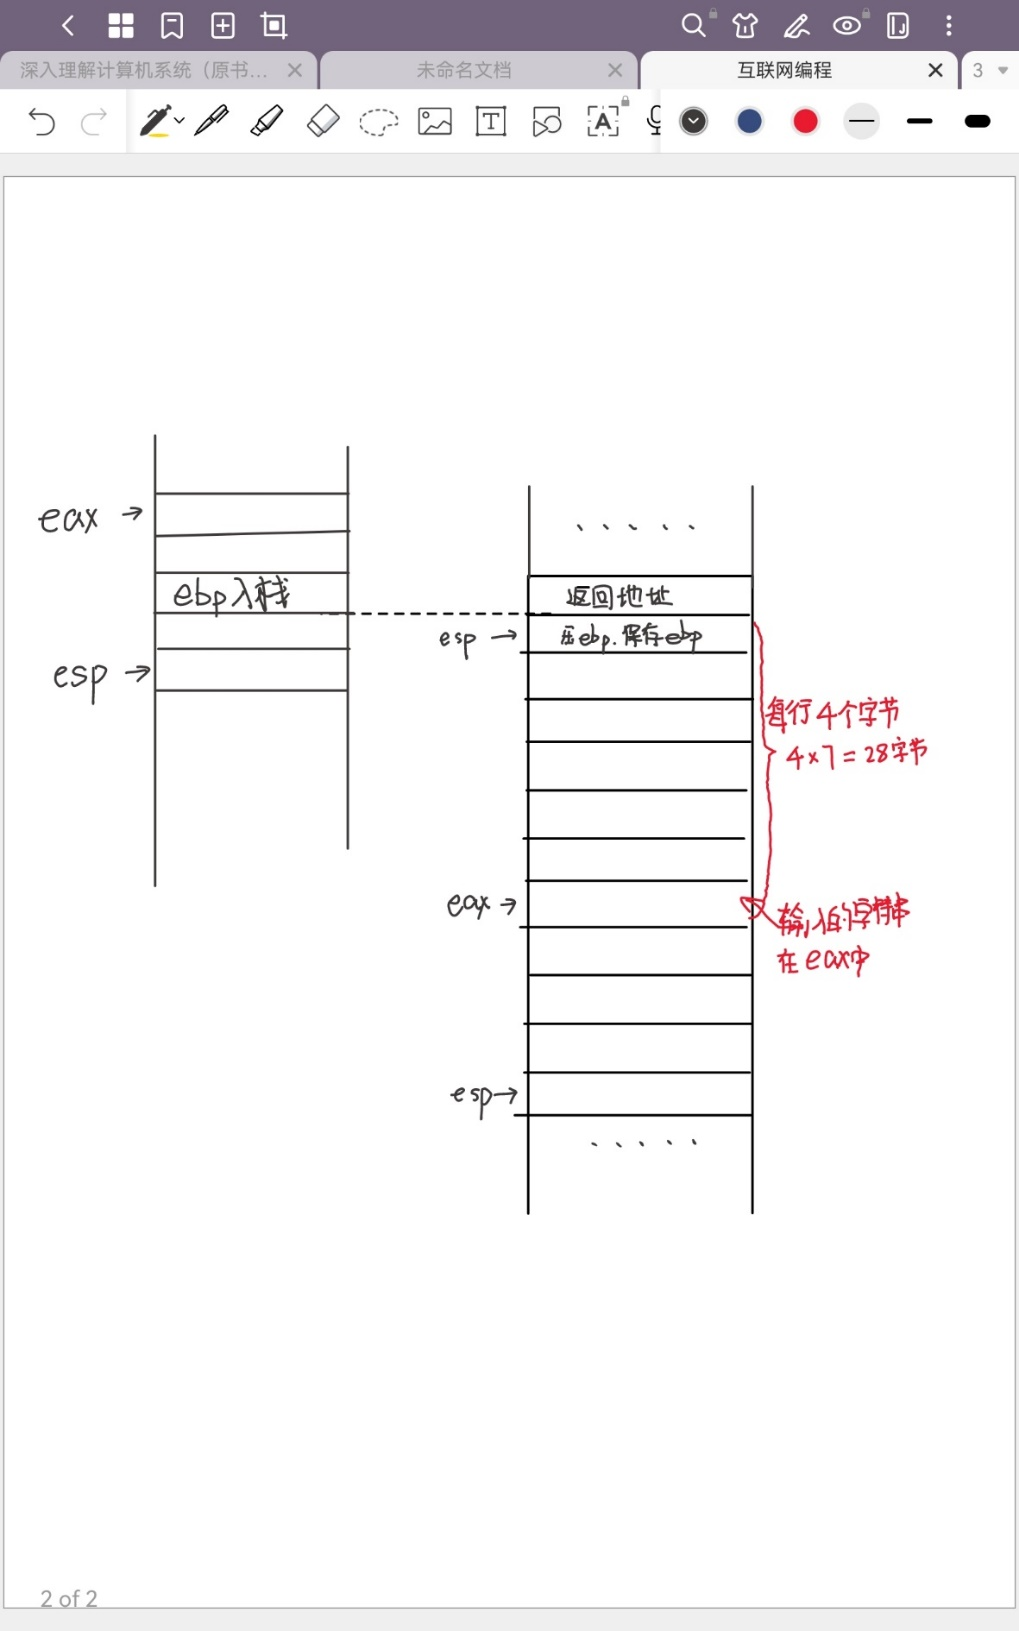 深入理解计算机系统（原书...
未命名文档
互联网编程
3
T
A
eax →
ebp入栈
esp →
.....
返回地址
esp →
压ebp.保存ebp
每行4个字节
4×7=28字节
eax →
输入的字符串
在eax中
esp→
.....
2 of 2